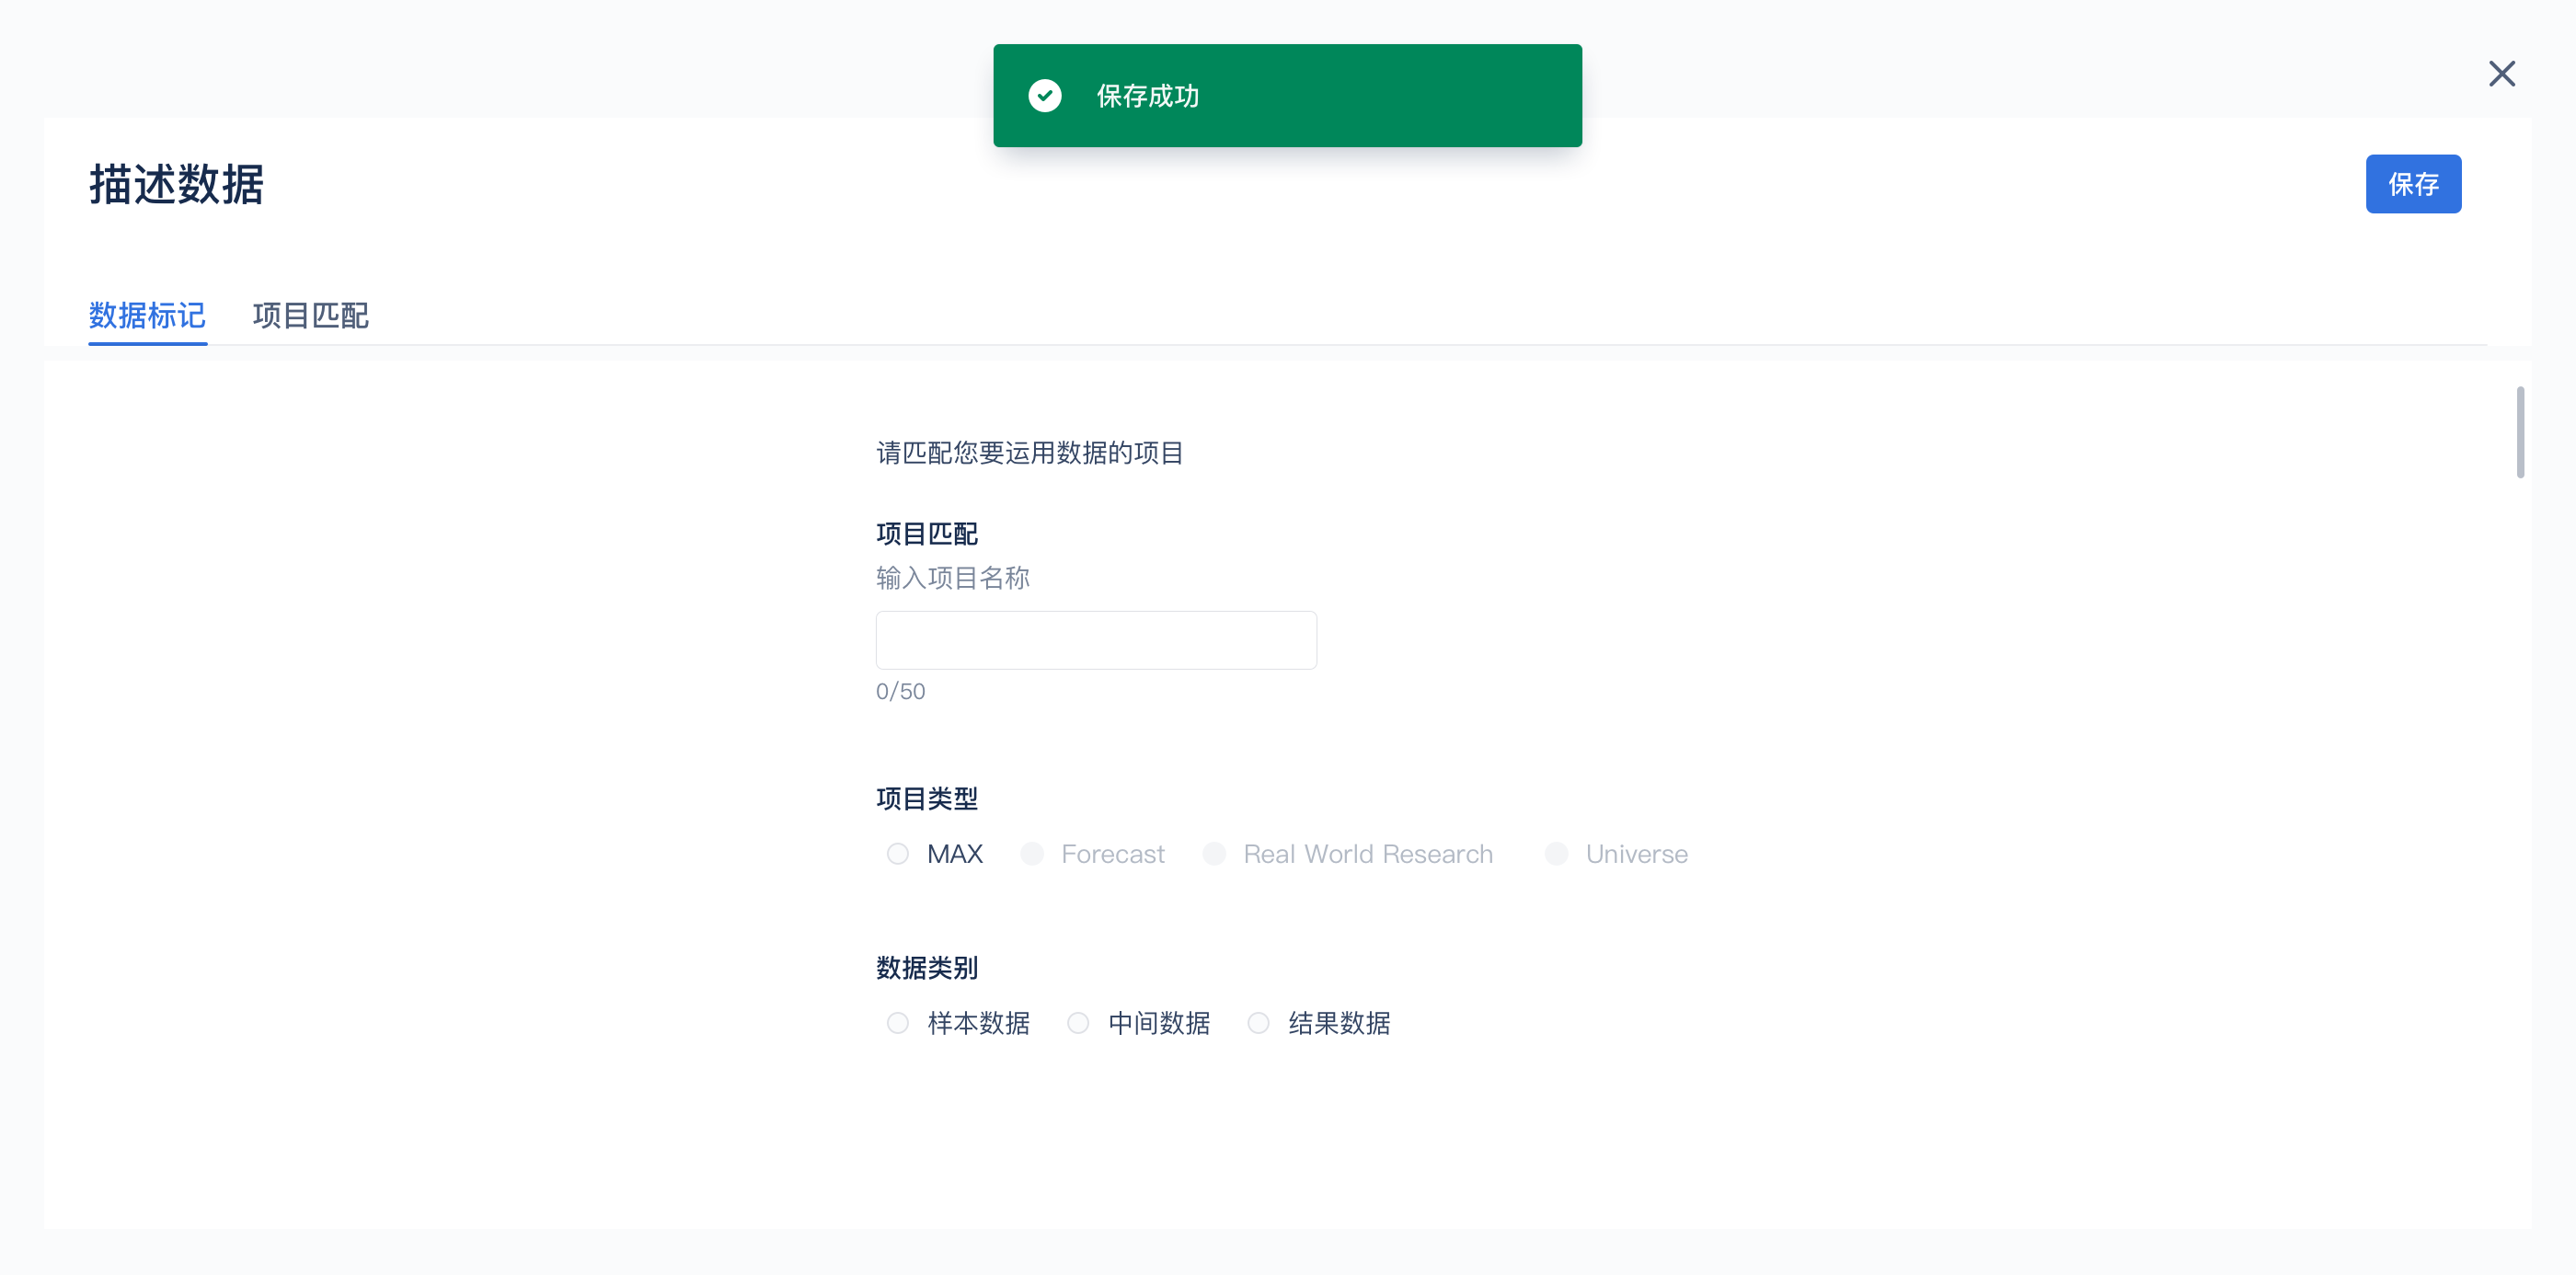 保存成功
描述数据
保存
数据标记 项目匹配
请匹配您要运用数据的项目
项目匹配
输入项目名称
0/50
项目类型
MAX Forecast Real World Research Universe
数据类别
样本数据 中间数据 结果数据